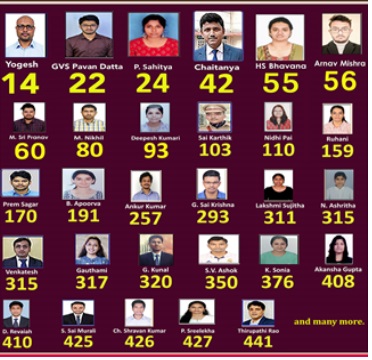 Yogesh GVS Pavan Datta P. Sahitya Chaitanya HS Bhavana Arnav Mishra
14 22 24 42 55 56
M. Sri Pranav M. Nikhil Deepesh Kumari Sai Karthik Nidhi Pai Ruhani
60 80 93 103 110 159
Prem Sagar B. Apoorva Ankur Kumar G. Sai Krishna Lakshmi Sujitha N. Ashritha
170 191 257 293 311 315
Venkatesh Gauthami G. Kunal S.V. Ashok K. Sonia Akansha Gupta
315 317 320 350 376 408
D. Revaiah S. Sai Murali Ch. Shravan Kumar P. Sreelekha Thirupathi Rao
410 425 426 427 441
and many more.